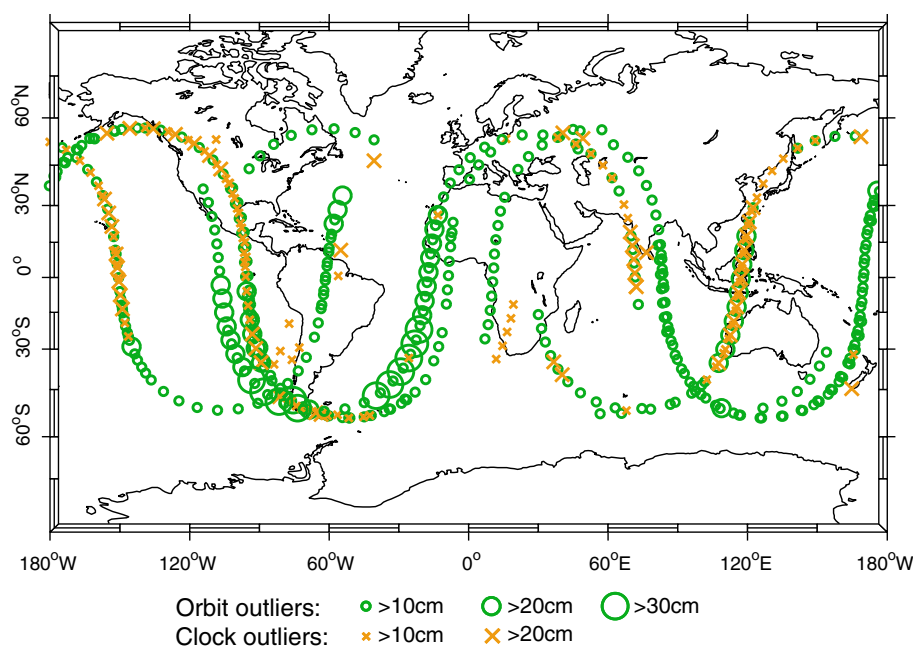 60°N
30°N
0°
30°S
60°S
180°W 120°W 60°W 0° 60°E 120°E 180°W
Orbit outliers: >10cm >20cm >30cm
Clock outliers: >10cm >20cm